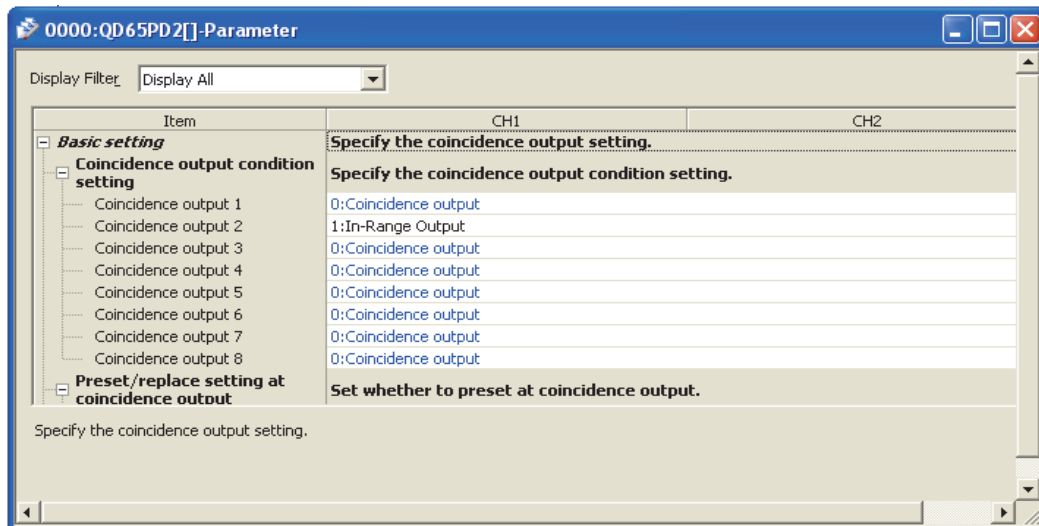 0000:QD65PD2[]-Parameter
Display Filter Display All
Item CH1 CH2
Basic setting Specify the coincidence output setting.
Coincidence output condition setting Specify the coincidence output condition setting.
Coincidence output 1 0:Coincidence output
Coincidence output 2 1:In-Range Output
Coincidence output 3 0:Coincidence output
Coincidence output 4 0:Coincidence output
Coincidence output 5 0:Coincidence output
Coincidence output 6 0:Coincidence output
Coincidence output 7 0:Coincidence output
Coincidence output 8 0:Coincidence output
Preset/replace setting at coincidence output Set whether to preset at coincidence output.
Specify the coincidence output setting.